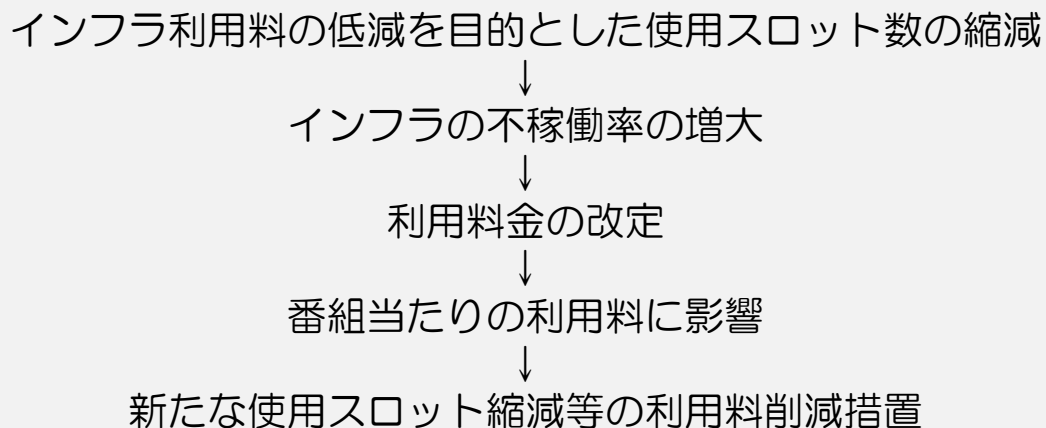 インフラ利用料の低減を目的とした使用スロット数の縮減
↓
インフラの不稼働率の増大
↓
利用料金の改定
↓
番組当たりの利用料に影響
↓
新たな使用スロット縮減等の利用料削減措置